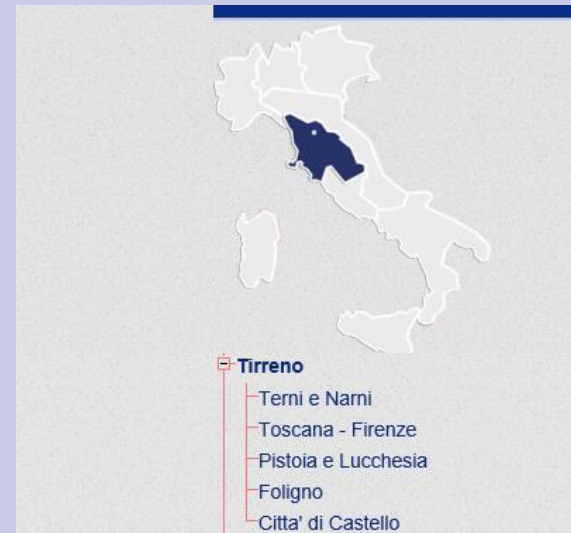 Tirreno
Terni e Narni
Toscana - Firenze
Pistoia e Lucchesia
Foligno
Citta' di Castello